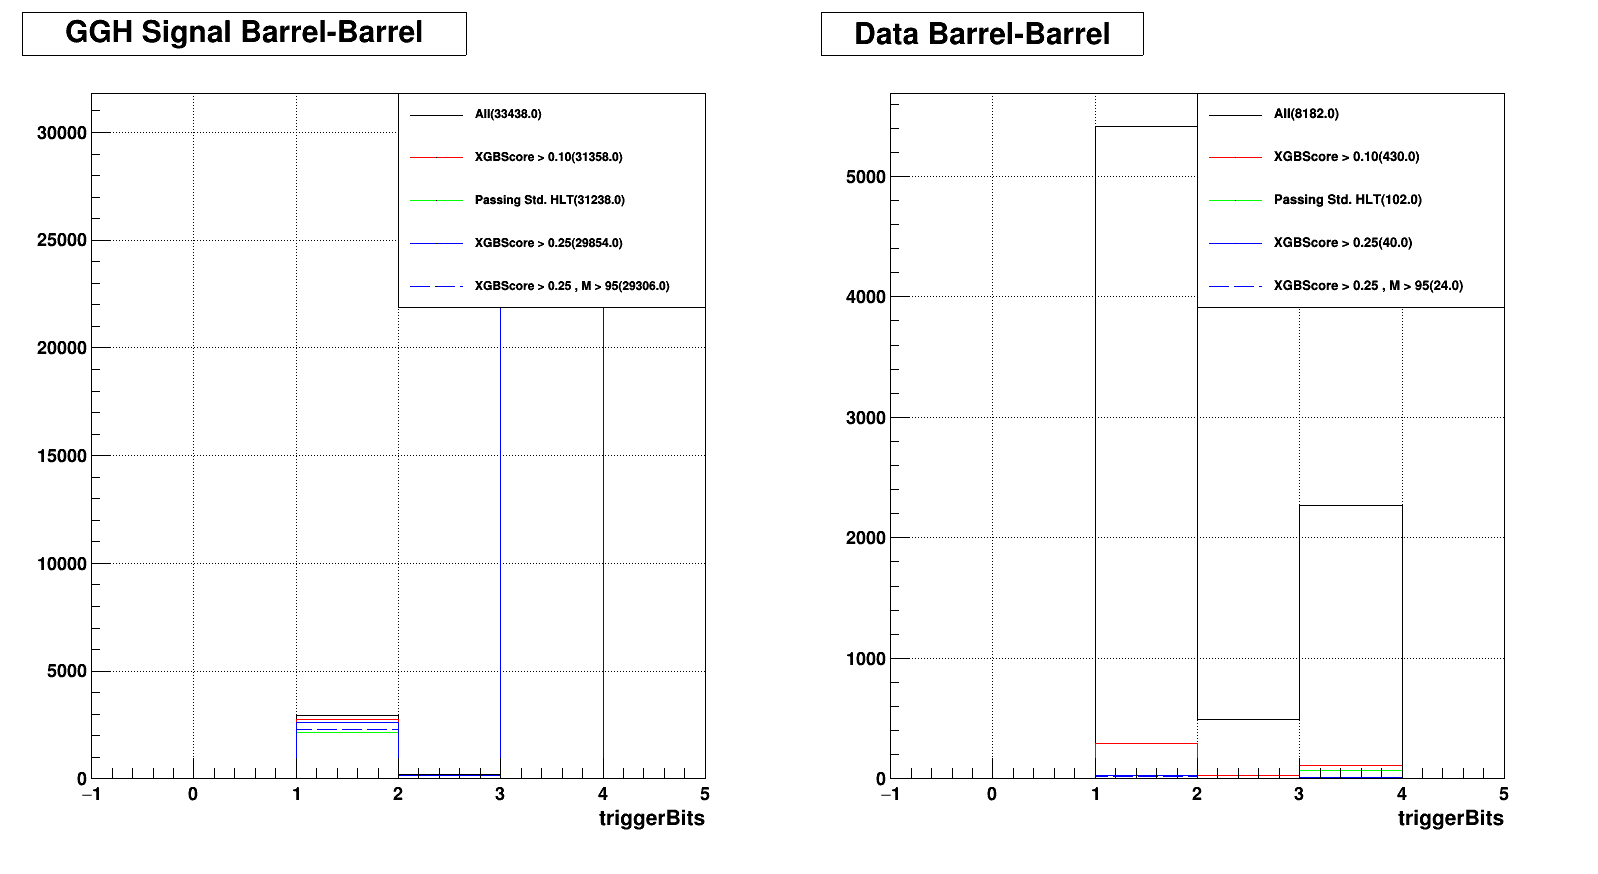 GGH Signal Barrel-Barrel
All(33438.0)
XGBScore > 0.10(31358.0)
Passing Std. HLT(31238.0)
XGBScore > 0.25(29854.0)
XGBScore > 0.25 , M > 95(29306.0)
30000
25000
20000
15000
10000
5000
0
−1 0 1 2 3 4 5
triggerBits
Data Barrel-Barrel
All(8182.0)
XGBScore > 0.10(430.0)
Passing Std. HLT(102.0)
XGBScore > 0.25(40.0)
XGBScore > 0.25 , M > 95(24.0)
5000
4000
3000
2000
1000
0
−1 0 1 2 3 4 5
triggerBits